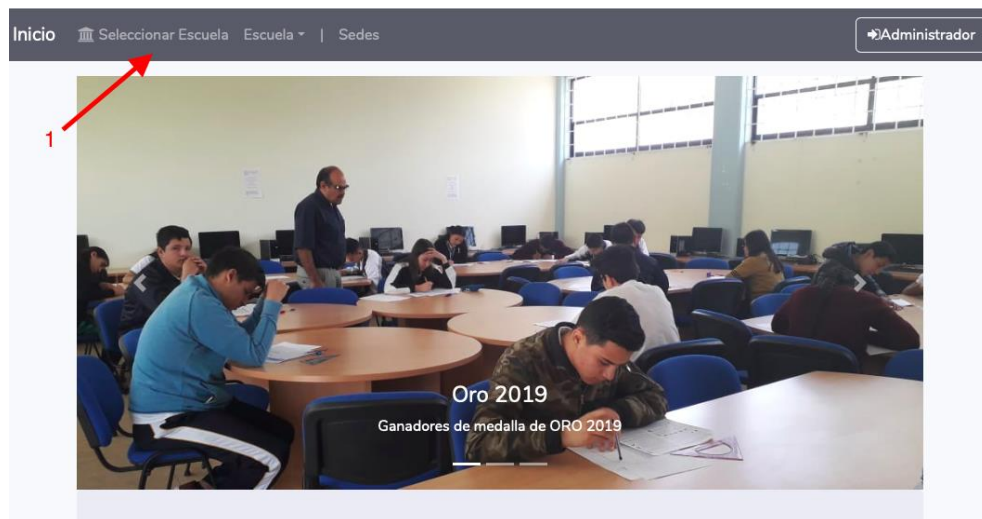 Inicio Seleccionar Escuela Escuela | Sedes Administrador
1
Oro 2019
Ganadores de medalla de ORO 2019